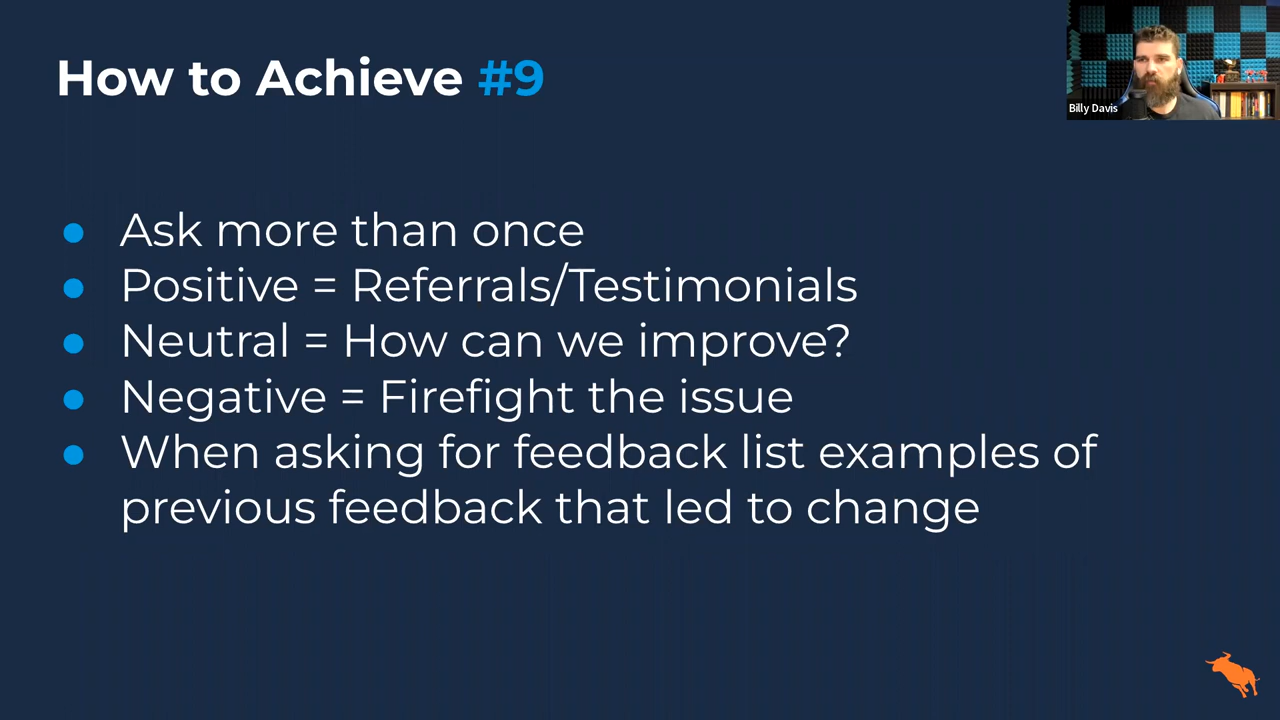 How to Achieve #9
Billy Davis
● Ask more than once
● Positive = Referrals/Testimonials
● Neutral = How can we improve?
● Negative = Firefight the issue
● When asking for feedback list examples of
previous feedback that led to change